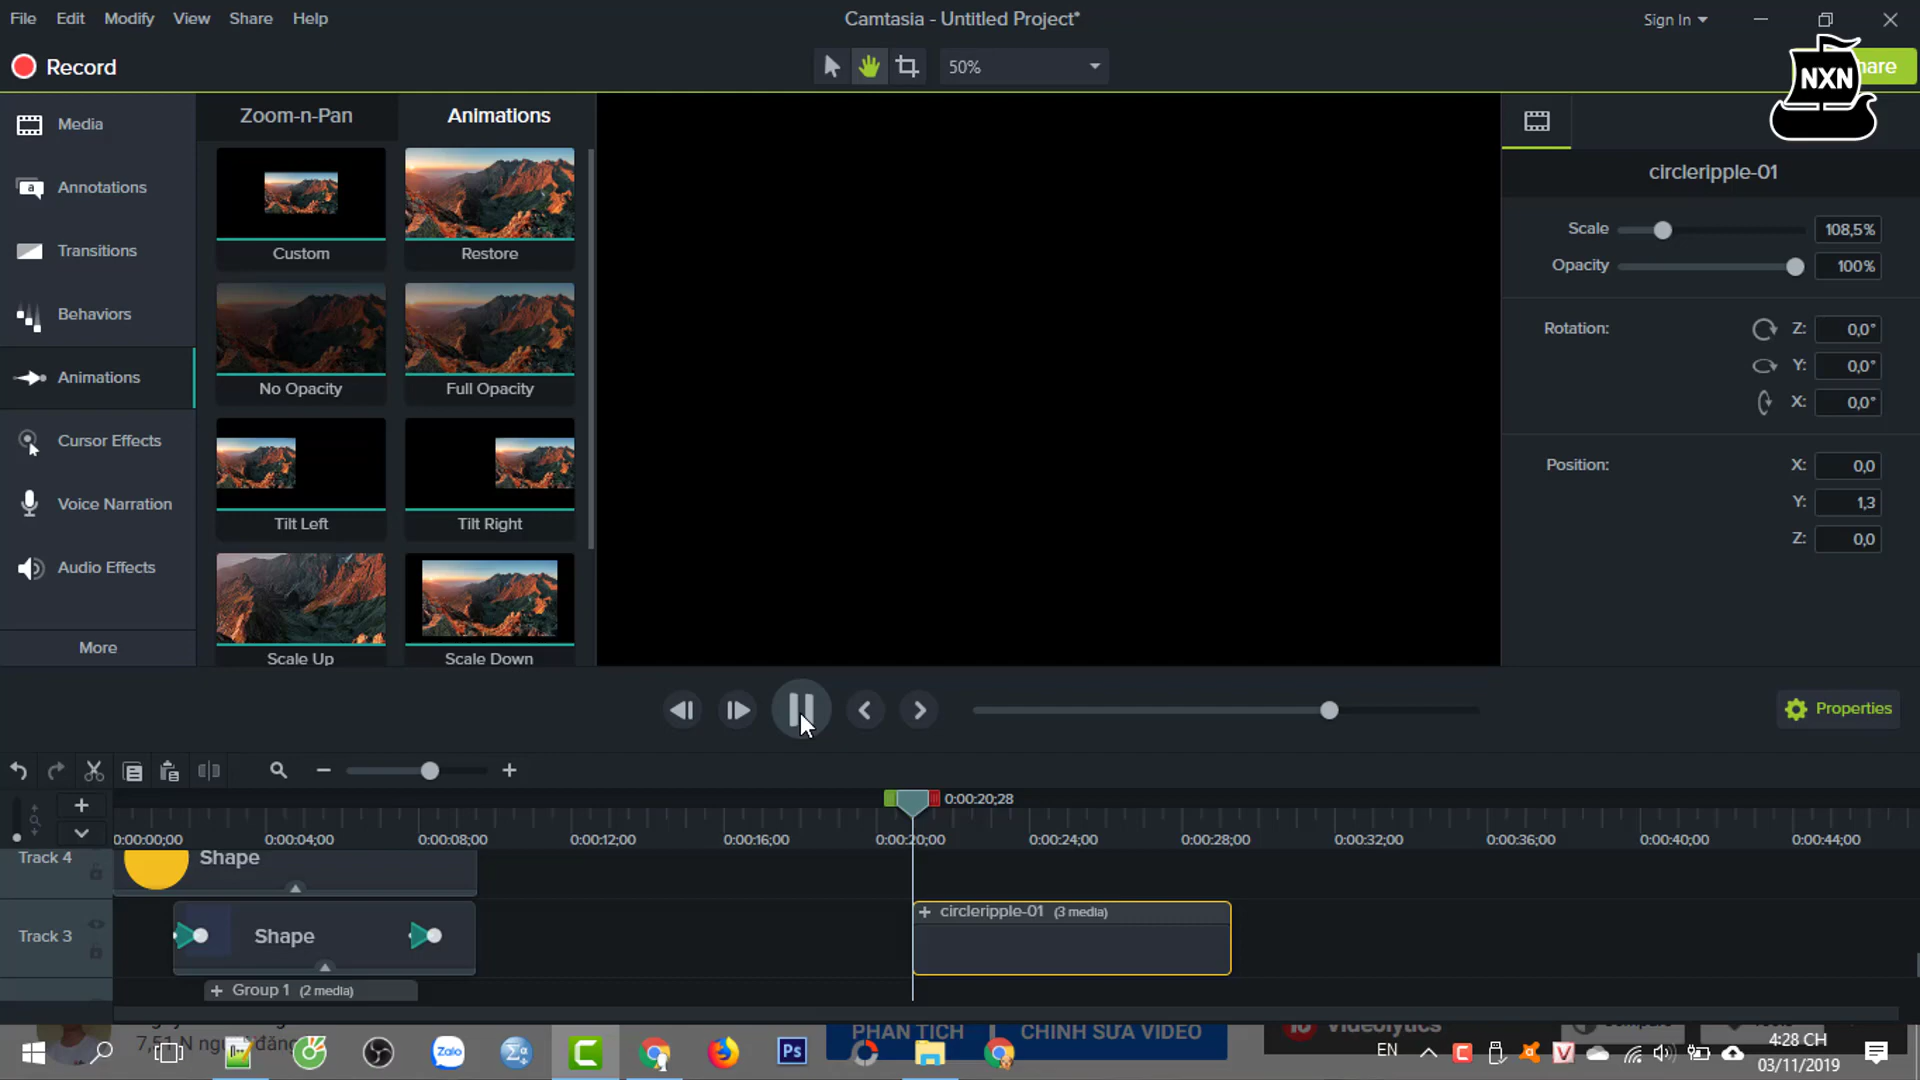 File Edit Modify View Share Help
Camtasia - Untitled Project*
Sign In
Record
50%
NXN
Media
Annotations
Transitions
Behaviors
Animations
Cursor Effects
Voice Narration
Audio Effects
More
Zoom-n-Pan Animations
Custom Restore
No Opacity Full Opacity
Tilt Left Tilt Right
Scale Up Scale Down
circleripple-01
Scale 108,5%
Opacity 100%
Rotation: Z: 0,0°
Y: 0,0°
X: 0,0°
Position: X: 0,0
Y: 1,3
Z: 0,0
Properties
0:00:20;28
0:00:00;00 0:00:04;00 0:00:08;00 0:00:12;00 0:00:16;00 0:00:20;00 0:00:24;00 0:00:28;00 0:00:32;00 0:00:36;00 0:00:40;00 0:00:44;00
Track 4 Shape
Track 3 Shape
+ circleripple-01 (3 media)
+ Group 1 (2 media)
PHÂN TÍCH CHỈNH SỬA VIDEO
Zalo
Ps
EN
4:28 CH
03/11/2019